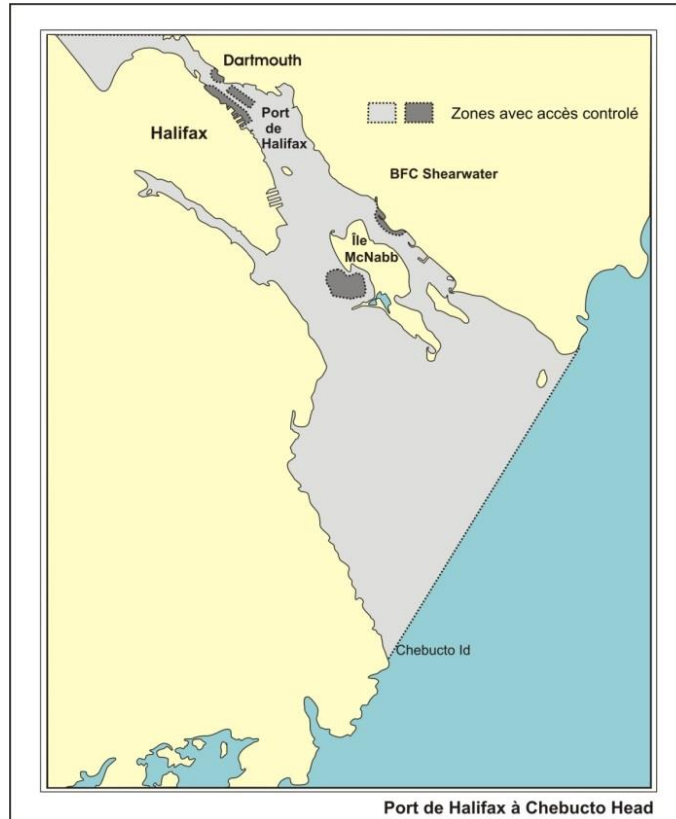 Dartmouth
Halifax
Port
de
Halifax
Zones avec accès controlé
BFC Shearwater
Île
McNabb
Chebucto Id
Port de Halifax à Chebucto Head